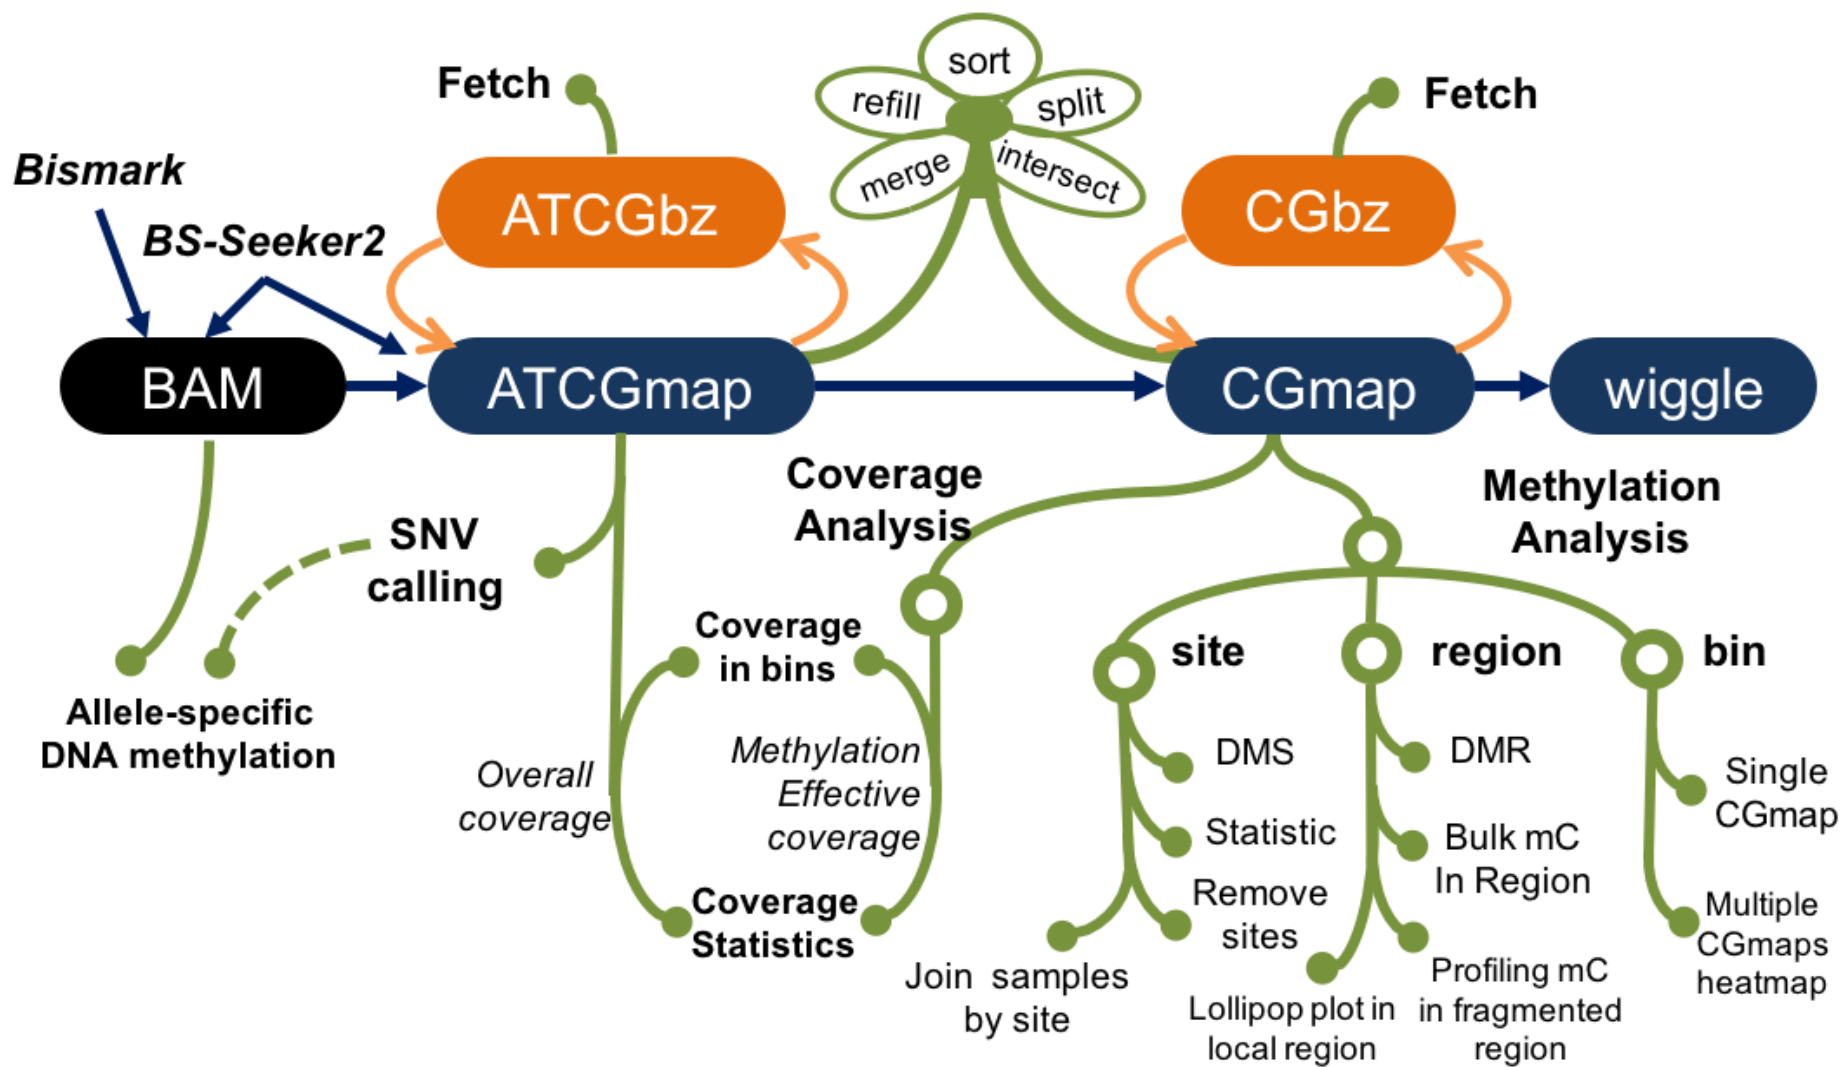 sort
Fetch
refill
split
Fetch
merge
intersect
Bismark
ATCGbz
CGbz
BS-Seeker2
BAM
ATCGmap
CGmap
wiggle
Coverage
Analysis
Methylation
Analysis
SNV
calling
Coverage
in bins
site
region
bin
Allele-specific
DNA methylation
Overall
coverage
Methylation
Effective
coverage
DMS
DMR
Single
CGmap
Statistic
Bulk mC
In Region
Coverage
Statistics
Remove
sites
Multiple
CGmaps
heatmap
Join samples
by site
Lollipop plot in
local region
Profiling mC
in fragmented
region